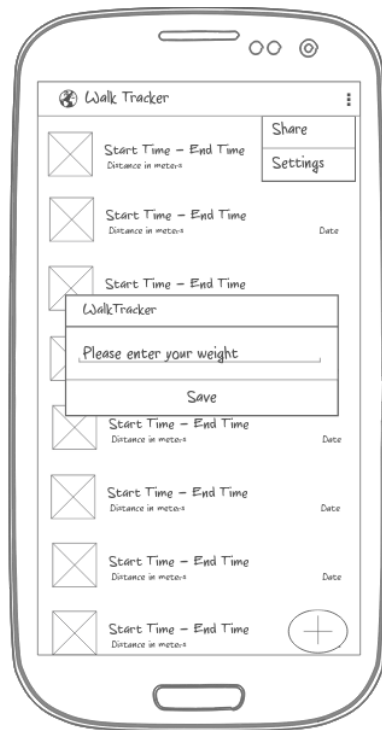 Walk Tracker
Share
Settings
Start Time - End Time
Distance in meters
Start Time - End Time
Distance in meters
Date
Start Time - End Time
WalkTracker
Please enter your weight
Save
Start Time - End Time
Distance in meters
Date
Start Time - End Time
Distance in meters
Date
Start Time - End Time
Distance in meters
Date
Start Time - End Time
Distance in meters